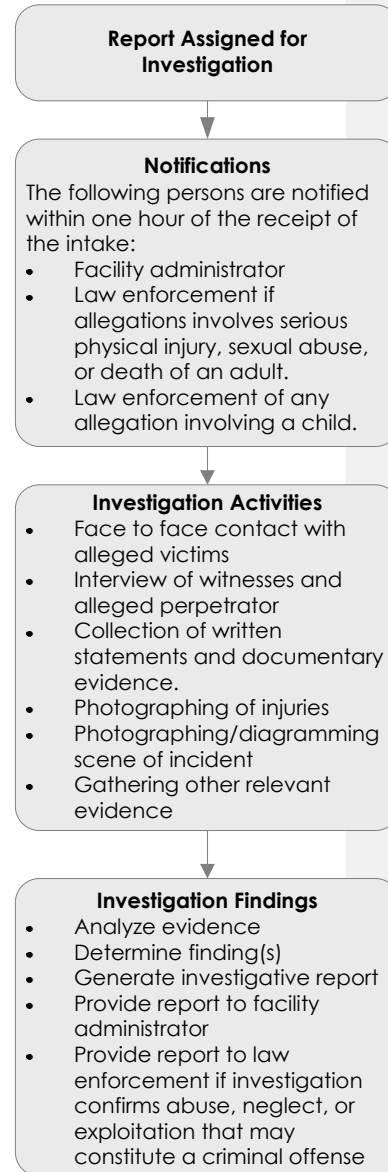 Report Assigned for
Investigation
Notifications
The following persons are notified
within one hour of the receipt of
the intake:
• Facility administrator
• Law enforcement if
allegations involves serious
physical injury, sexual abuse,
or death of an adult.
• Law enforcement of any
allegation involving a child.
Investigation Activities
• Face to face contact with
alleged victims
• Interview of witnesses and
alleged perpetrator
• Collection of written
statements and documentary
evidence.
• Photographing of injuries
• Photographing/diagramming
scene of incident
• Gathering other relevant
evidence
Investigation Findings
• Analyze evidence
• Determine finding(s)
• Generate investigative report
• Provide report to facility
administrator
• Provide report to law
enforcement if investigation
confirms abuse, neglect, or
exploitation that may
constitute a criminal offense